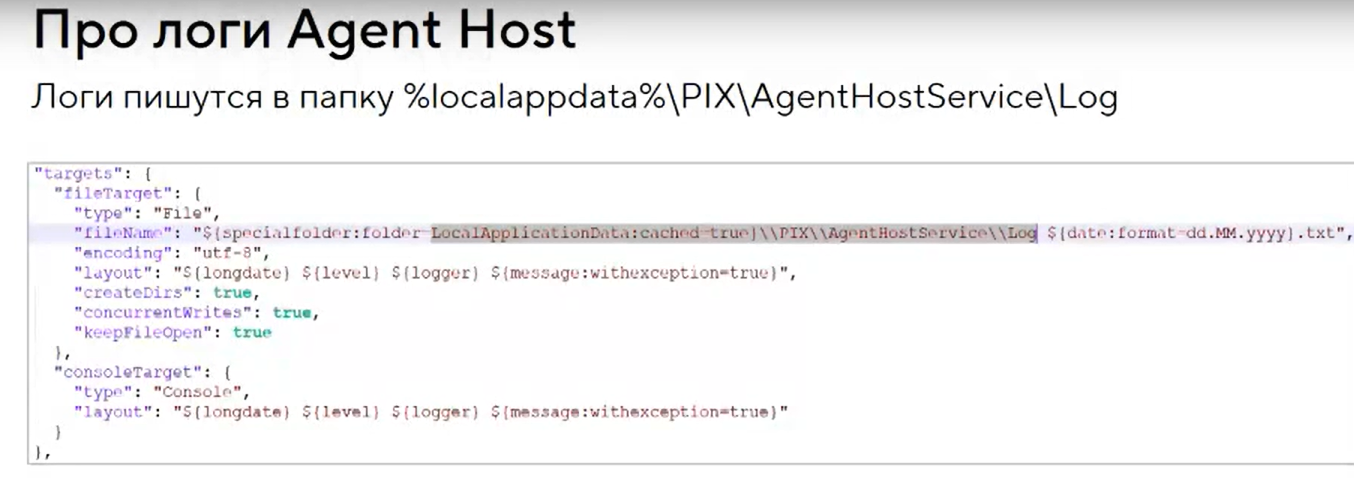 Про логи Agent Host
Логи пишутся в папку %localappdata%\PIX\AgentHostService\Log
"targets": {
"fileTarget": {
"type": "File",
"fileName": "${specialfolder:folder=LocalApplicationData:cached=true}\\PIX\\AgentHostService\\Log ${date:format=dd.MM.yyyy}.txt",
"encoding": "utf-8",
"layout": "${longdate} ${level} ${logger} ${message:withexception=true}",
"createDirs": true,
"concurrentWrites": true,
"keepFileOpen": true
},
"consoleTarget": {
"type": "Console",
"layout": "${longdate} ${level} ${logger} ${message:withexception=true}"
}
},